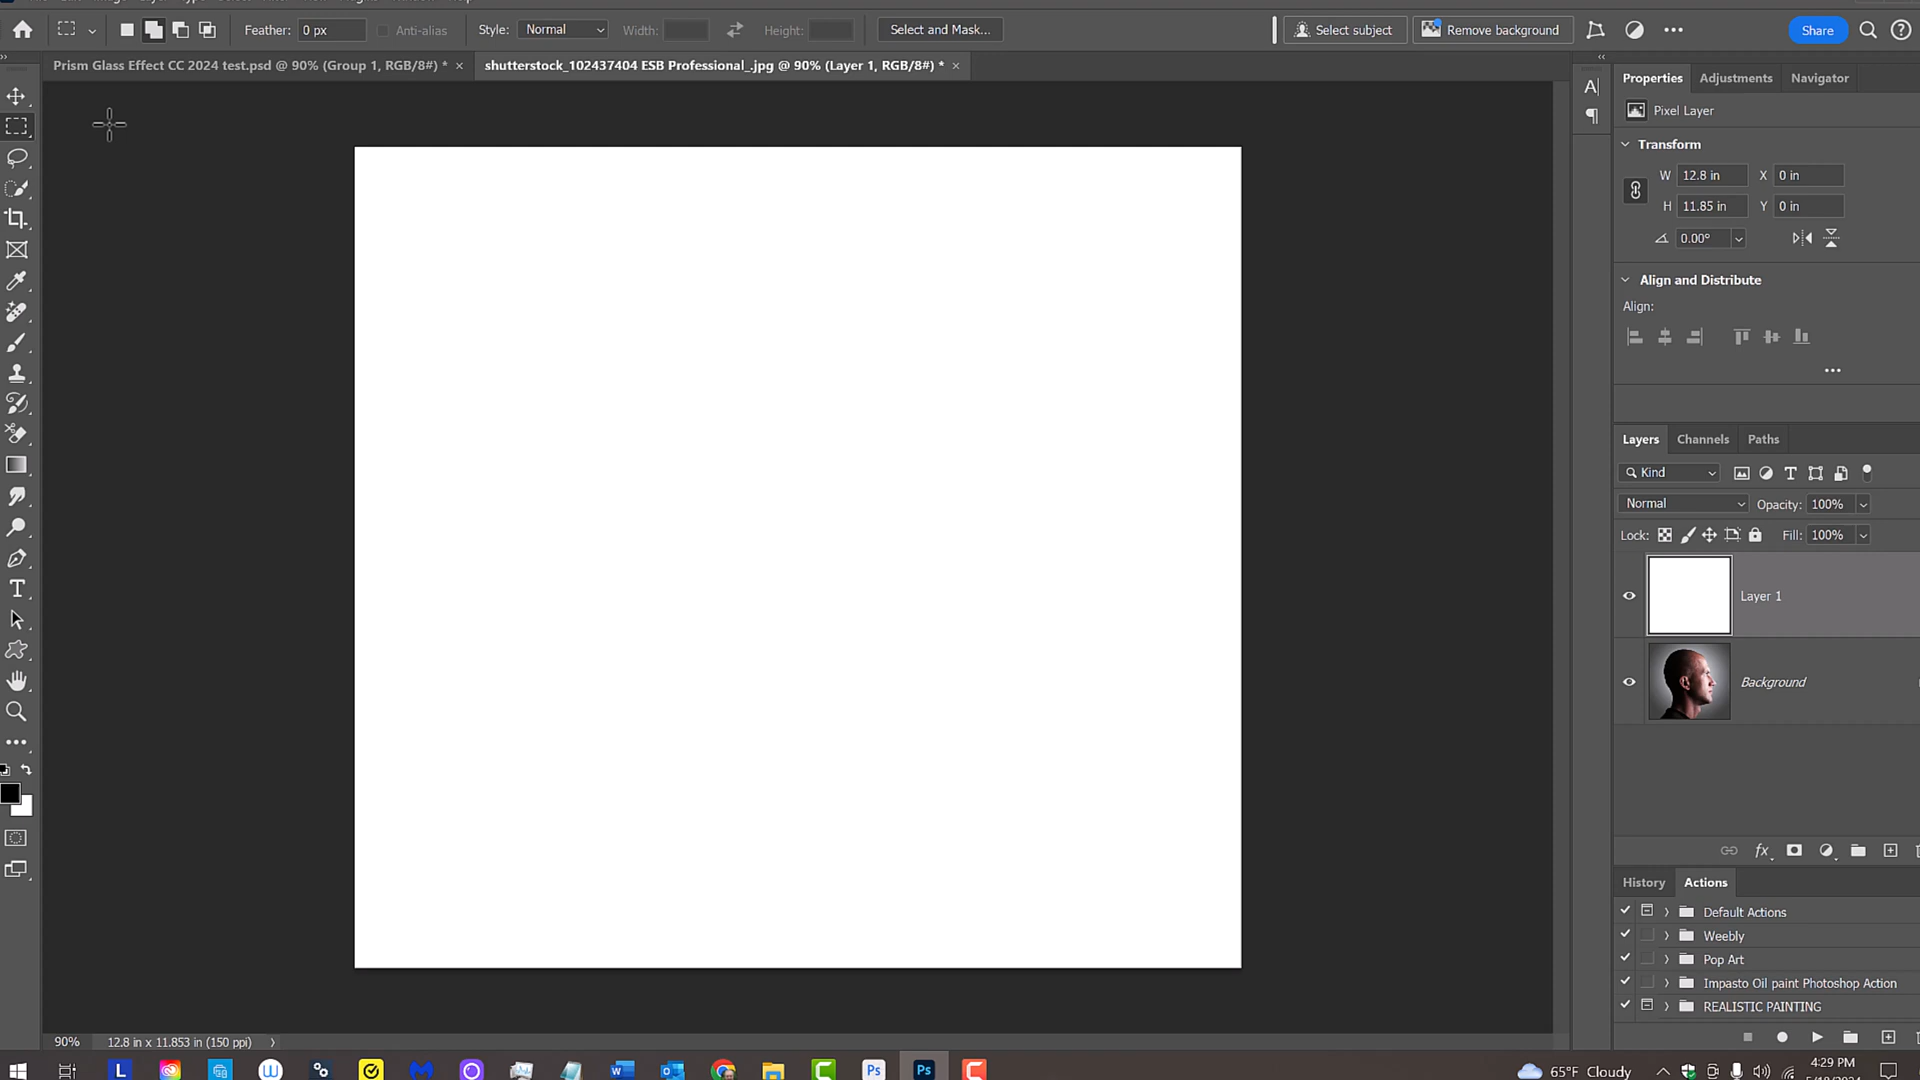 Feather: 0 px Anti-alias Style: Normal Width: Height: Select and Mask... Select subject Remove background Share
Prism Glass Effect CC 2024 test.psd @ 90% (Group 1, RGB/8#) * × shutterstock_102437404 ESB Professional_.jpg @ 90% (Layer 1, RGB/8#) * ×
Properties Adjustments Navigator
Pixel Layer
Transform
W 12.8 in X 0 in
H 11.85 in Y 0 in
0.00°
Align and Distribute
Align:
Layers Channels Paths
Kind
Normal Opacity: 100%
Lock: Fill: 100%
Layer 1
Background
fx
History Actions
Default Actions
Weebly
Pop Art
Impasto Oil paint Photoshop Action
REALISTIC PAINTING
90% 12.8 in x 11.853 in (150 ppi)
65°F Cloudy
4:29 PM